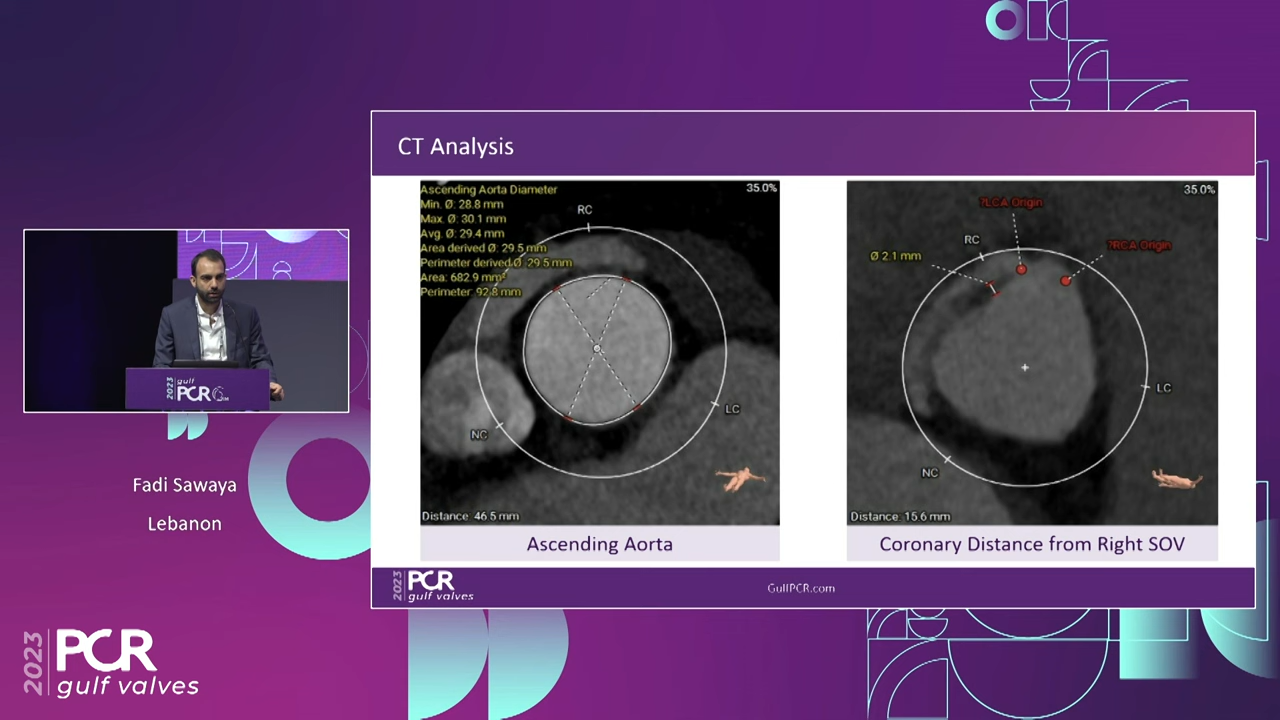 CT Analysis
Ascending Aorta Diameter
Min. Ø: 28.8 mm
Max. Ø: 30.1 mm
Avg. Ø: 29.4 mm
Area derived Ø: 29.5 mm
Perimeter derived Ø: 29.5 mm
Area: 682.9 mm²
Perimeter: 92.8 mm
35.0%
RC
LC
NC
Distance: 46.5 mm
Ascending Aorta
35.0%
?LCA Origin
?RCA Origin
RC
Ø 2.1 mm
LC
NC
Distance: 15.6 mm
Coronary Distance from Right SOV
2023 PCR
gulf valves
GulfPCR.com
2023 gulf
PCR
Fadi Sawaya
Lebanon
2023 PCR
gulf valves